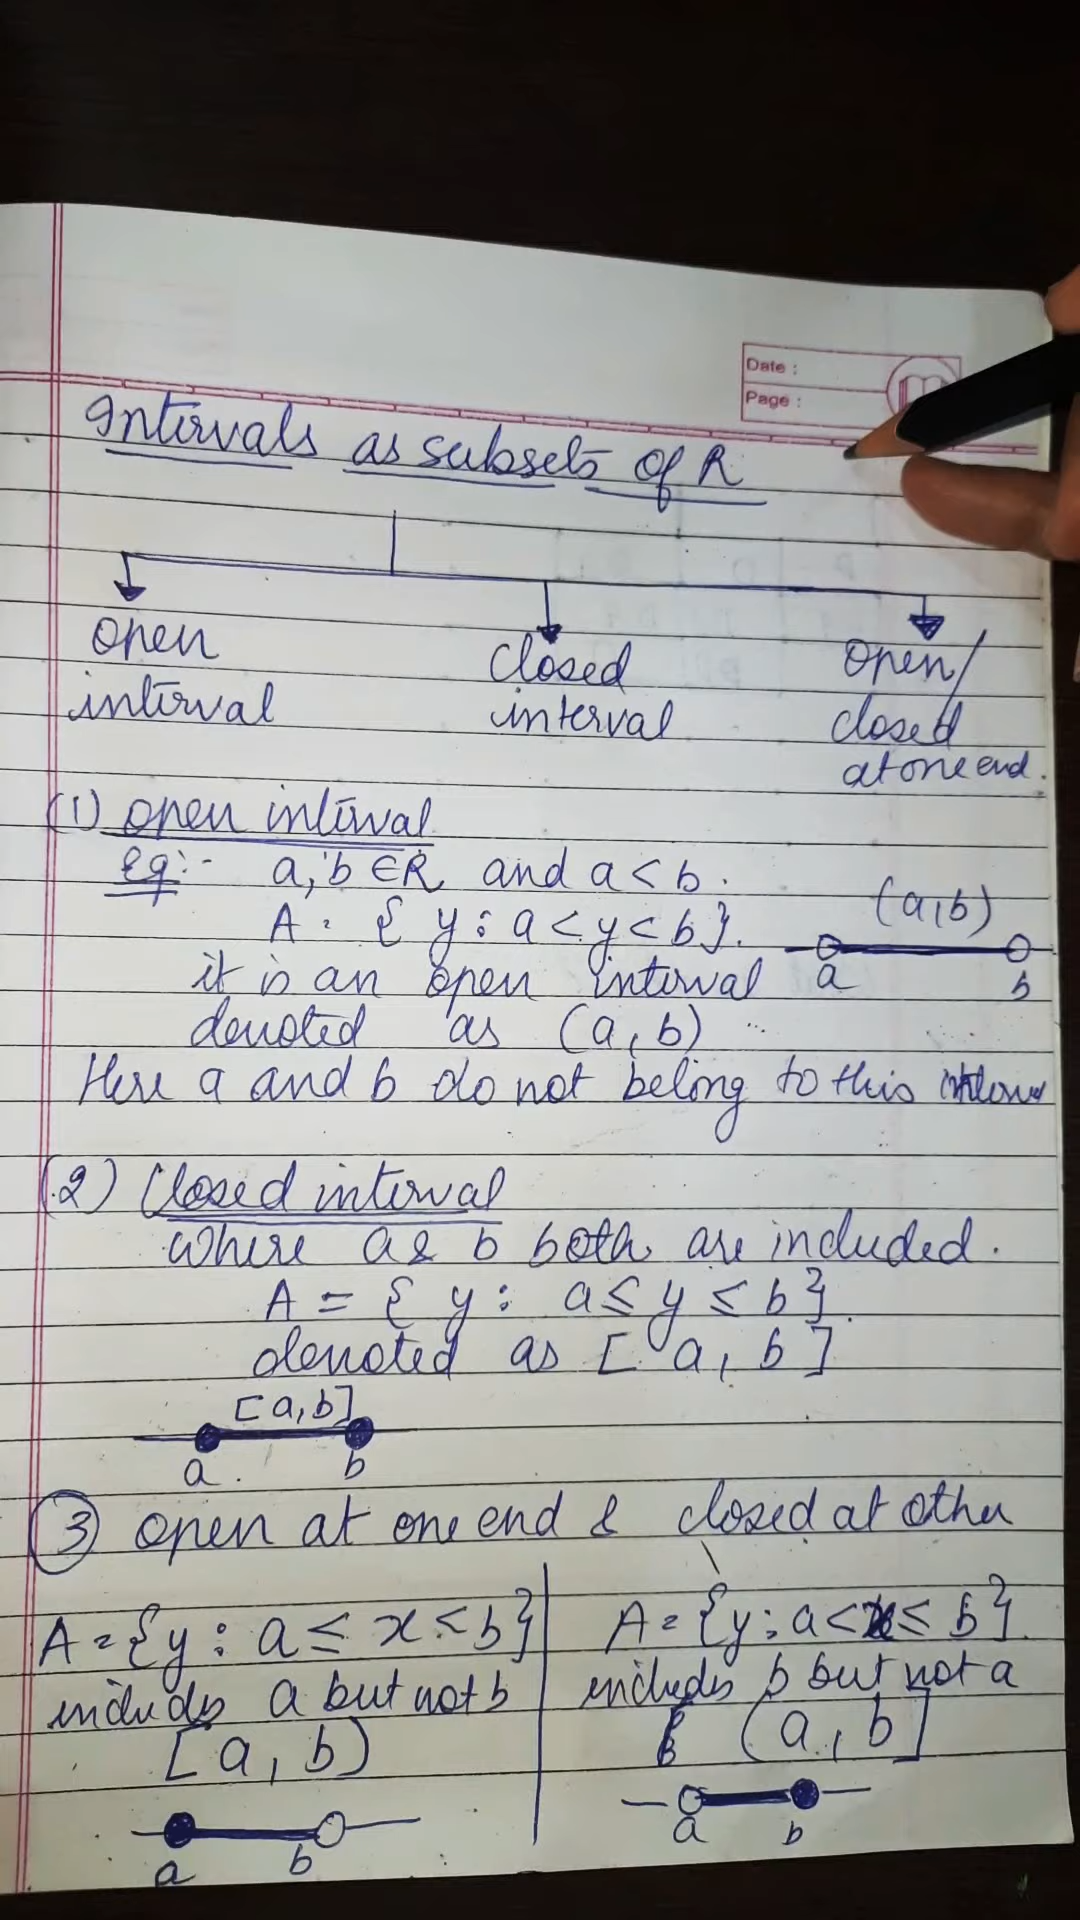 Date :
Page :
Intervals as subsets of R
open interval
closed interval
open/ closed at one end.
(1) open interval
Eg:- a, b ∈ R and a < b.
A = { y : a < y < b }.
(a, b)
a b
it is an open interval
denoted as (a, b)
Here a and b do not belong to this
(2) Closed interval
where a & b both are included.
A = { y : a ≤ y ≤ b }.
denoted as [ a, b ]
[a, b]
a b
3 open at one end & closed at other
A = {y : a ≤ x < b}
includes a but not b
[a, b)
a b
A = {y : a < x ≤ b}.
includes b but not a
(a, b]
a b